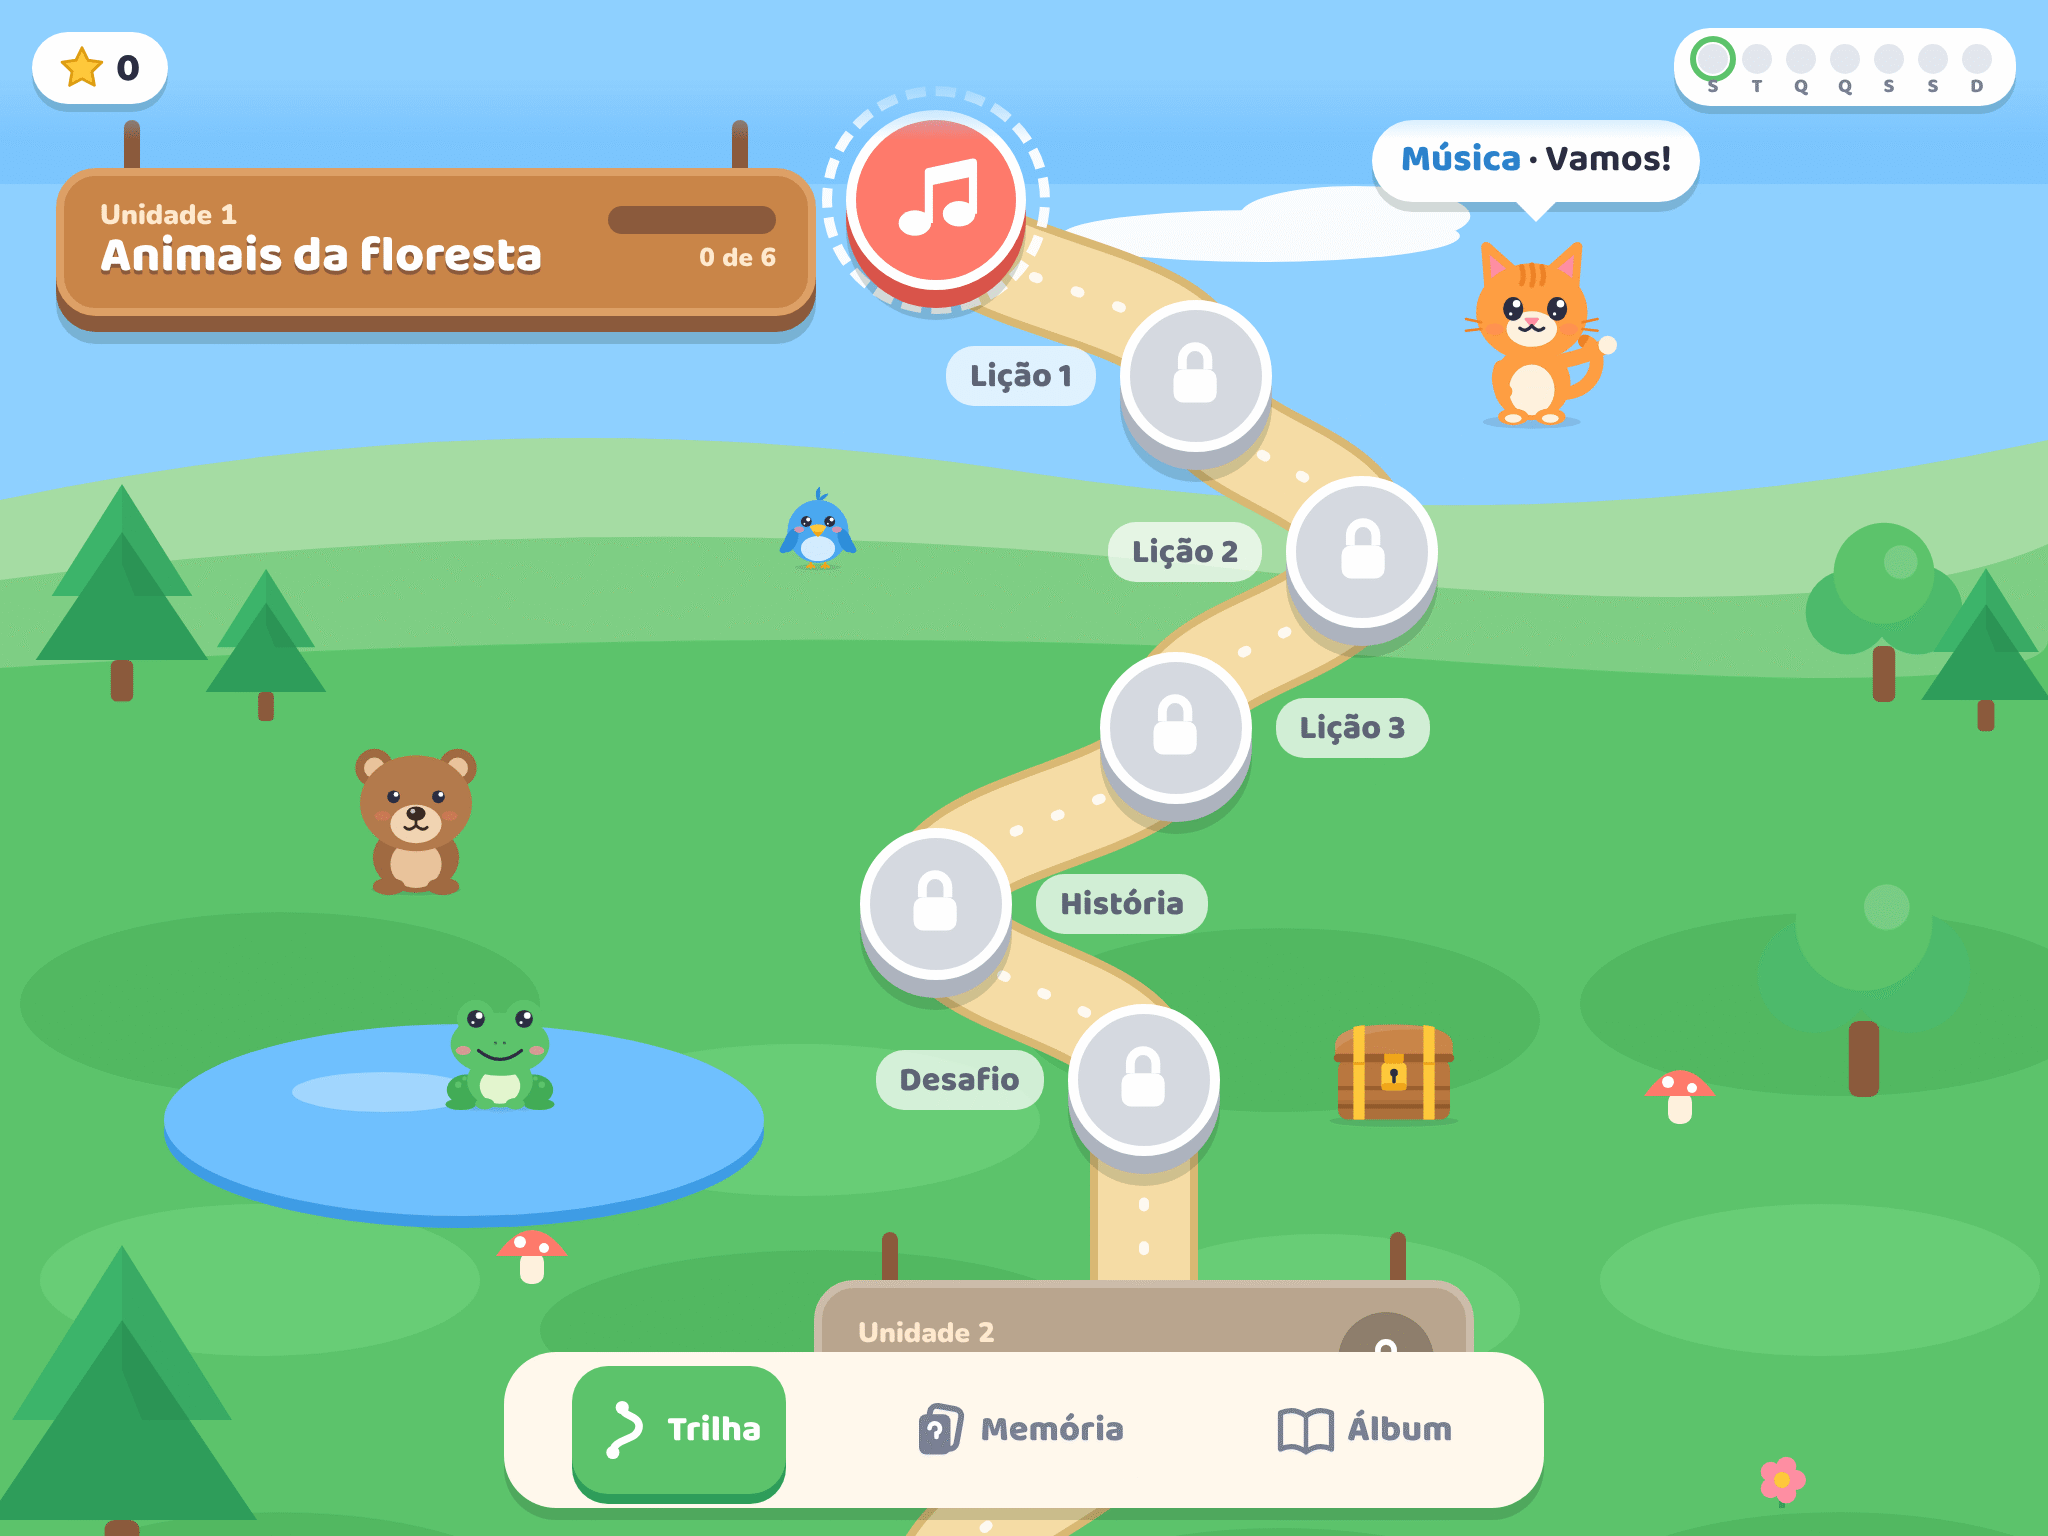 0
S T Q Q S S D
Música · Vamos!
Unidade 1
Animais da floresta
0 de 6
Lição 1
Lição 2
Lição 3
História
Desafio
Unidade 2
Trilha
Memória
Álbum